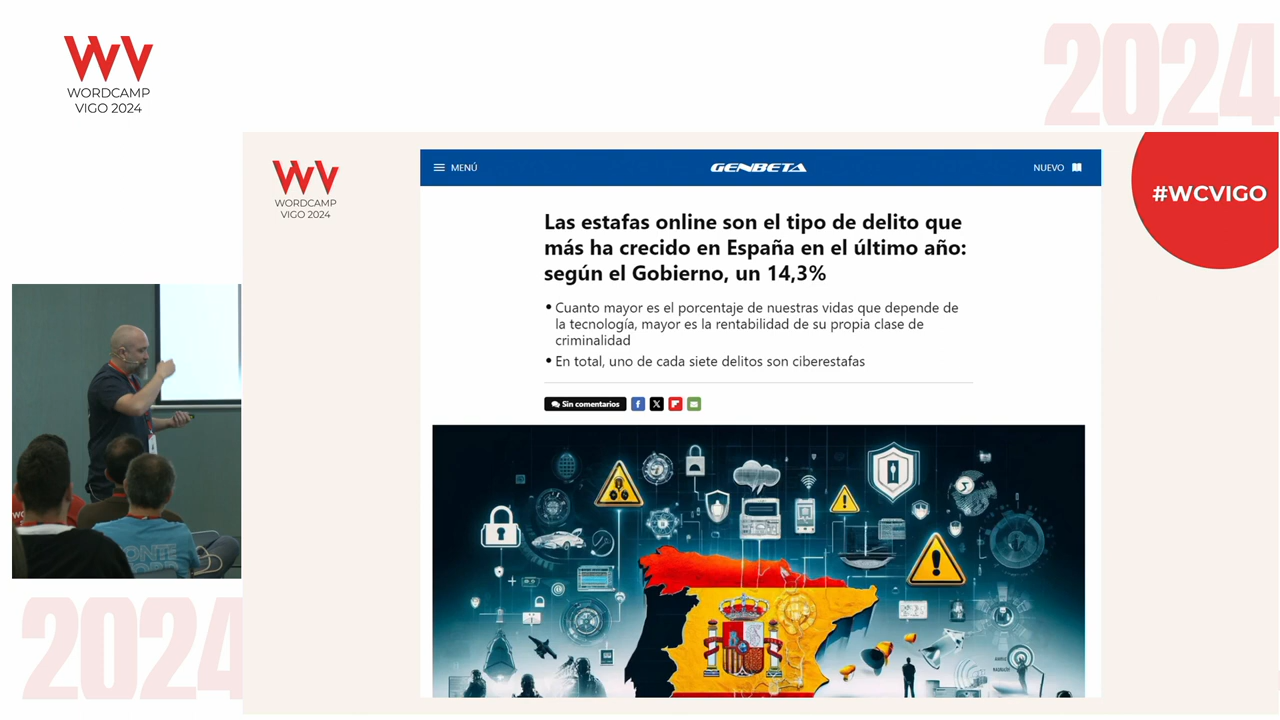 WORDCAMP
VIGO 2024
2024
WORDCAMP
VIGO 2024
MENÚ
GENBETA
NUEVO
#WCVIGO
Las estafas online son el tipo de delito que
más ha crecido en España en el último año:
según el Gobierno, un 14,3%
• Cuanto mayor es el porcentaje de nuestras vidas que depende de
la tecnología, mayor es la rentabilidad de su propia clase de
criminalidad
• En total, uno de cada siete delitos son ciberestafas
Sin comentarios
2024